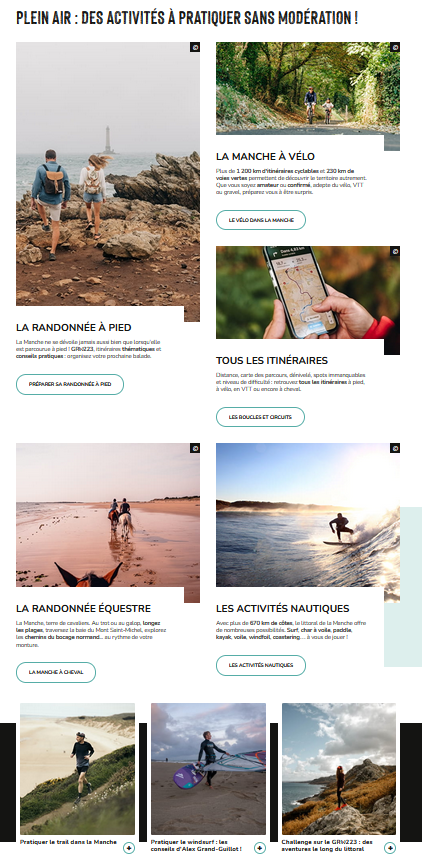 PLEIN AIR : DES ACTIVITÉS À PRATIQUER SANS MODÉRATION !
©
©
LA MANCHE À VÉLO
Plus de 1 200 km d'itinéraires cyclables et 230 km de
voies vertes permettent de découvrir le territoire autrement.
Que vous soyez amateur ou confirmé, adepte du vélo, VTT
ou gravel, préparez vous à être surpris.
LE VÉLO DANS LA MANCHE
©
LA RANDONNÉE À PIED
La Manche ne se dévoile jamais aussi bien que lorsqu'elle
est parcourue à pied ! GR®223, itinéraires thématiques et
conseils pratiques : organisez votre prochaine balade.
PRÉPARER SA RANDONNÉE À PIED
TOUS LES ITINÉRAIRES
Distance, carte des parcours, dénivelé, spots immanquables
et niveau de difficulté : retrouvez tous les itinéraires à pied,
à vélo, en VTT ou encore à cheval.
LES BOUCLES ET CIRCUITS
©
©
LA RANDONNÉE ÉQUESTRE
La Manche, terre de cavaliers. Au trot ou au galop, longez
les plages, traversez la baie du Mont Saint-Michel, explorez
les chemins du bocage normand... au rythme de votre
monture.
LA MANCHE À CHEVAL
LES ACTIVITÉS NAUTIQUES
Avec plus de 670 km de côtes, le littoral de la Manche offre
de nombreuses possibilités. Surf, char à voile, paddle,
kayak, voile, windfoil, coastering... à vous de jouer !
LES ACTIVITÉS NAUTIQUES
Pratiquer le trail dans la Manche
Pratiquer le windsurf : les
conseils d'Alex Grand-Guillot !
Challenge sur le GR®223 : des
aventures le long du littoral